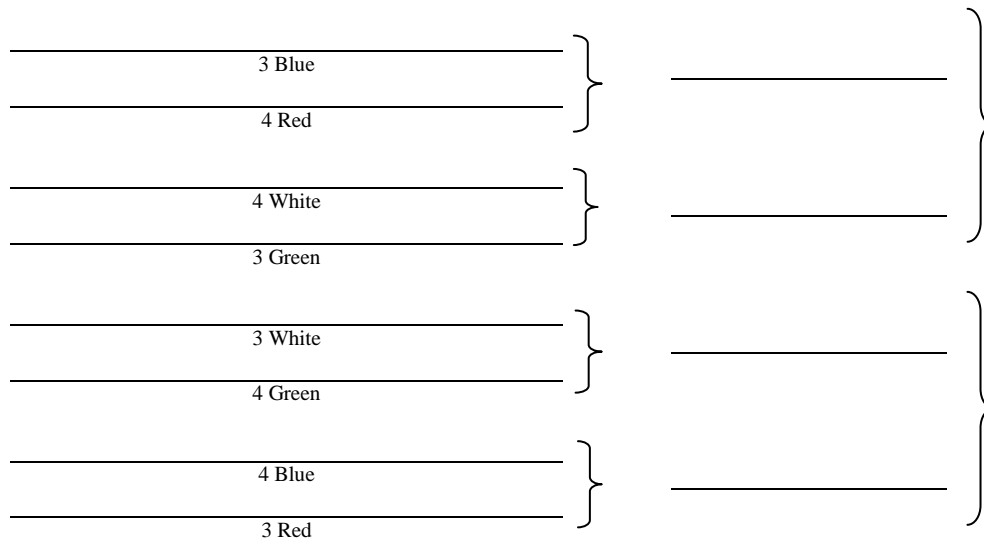 3 Blue
4 Red
4 White
3 Green
3 White
4 Green
4 Blue
3 Red